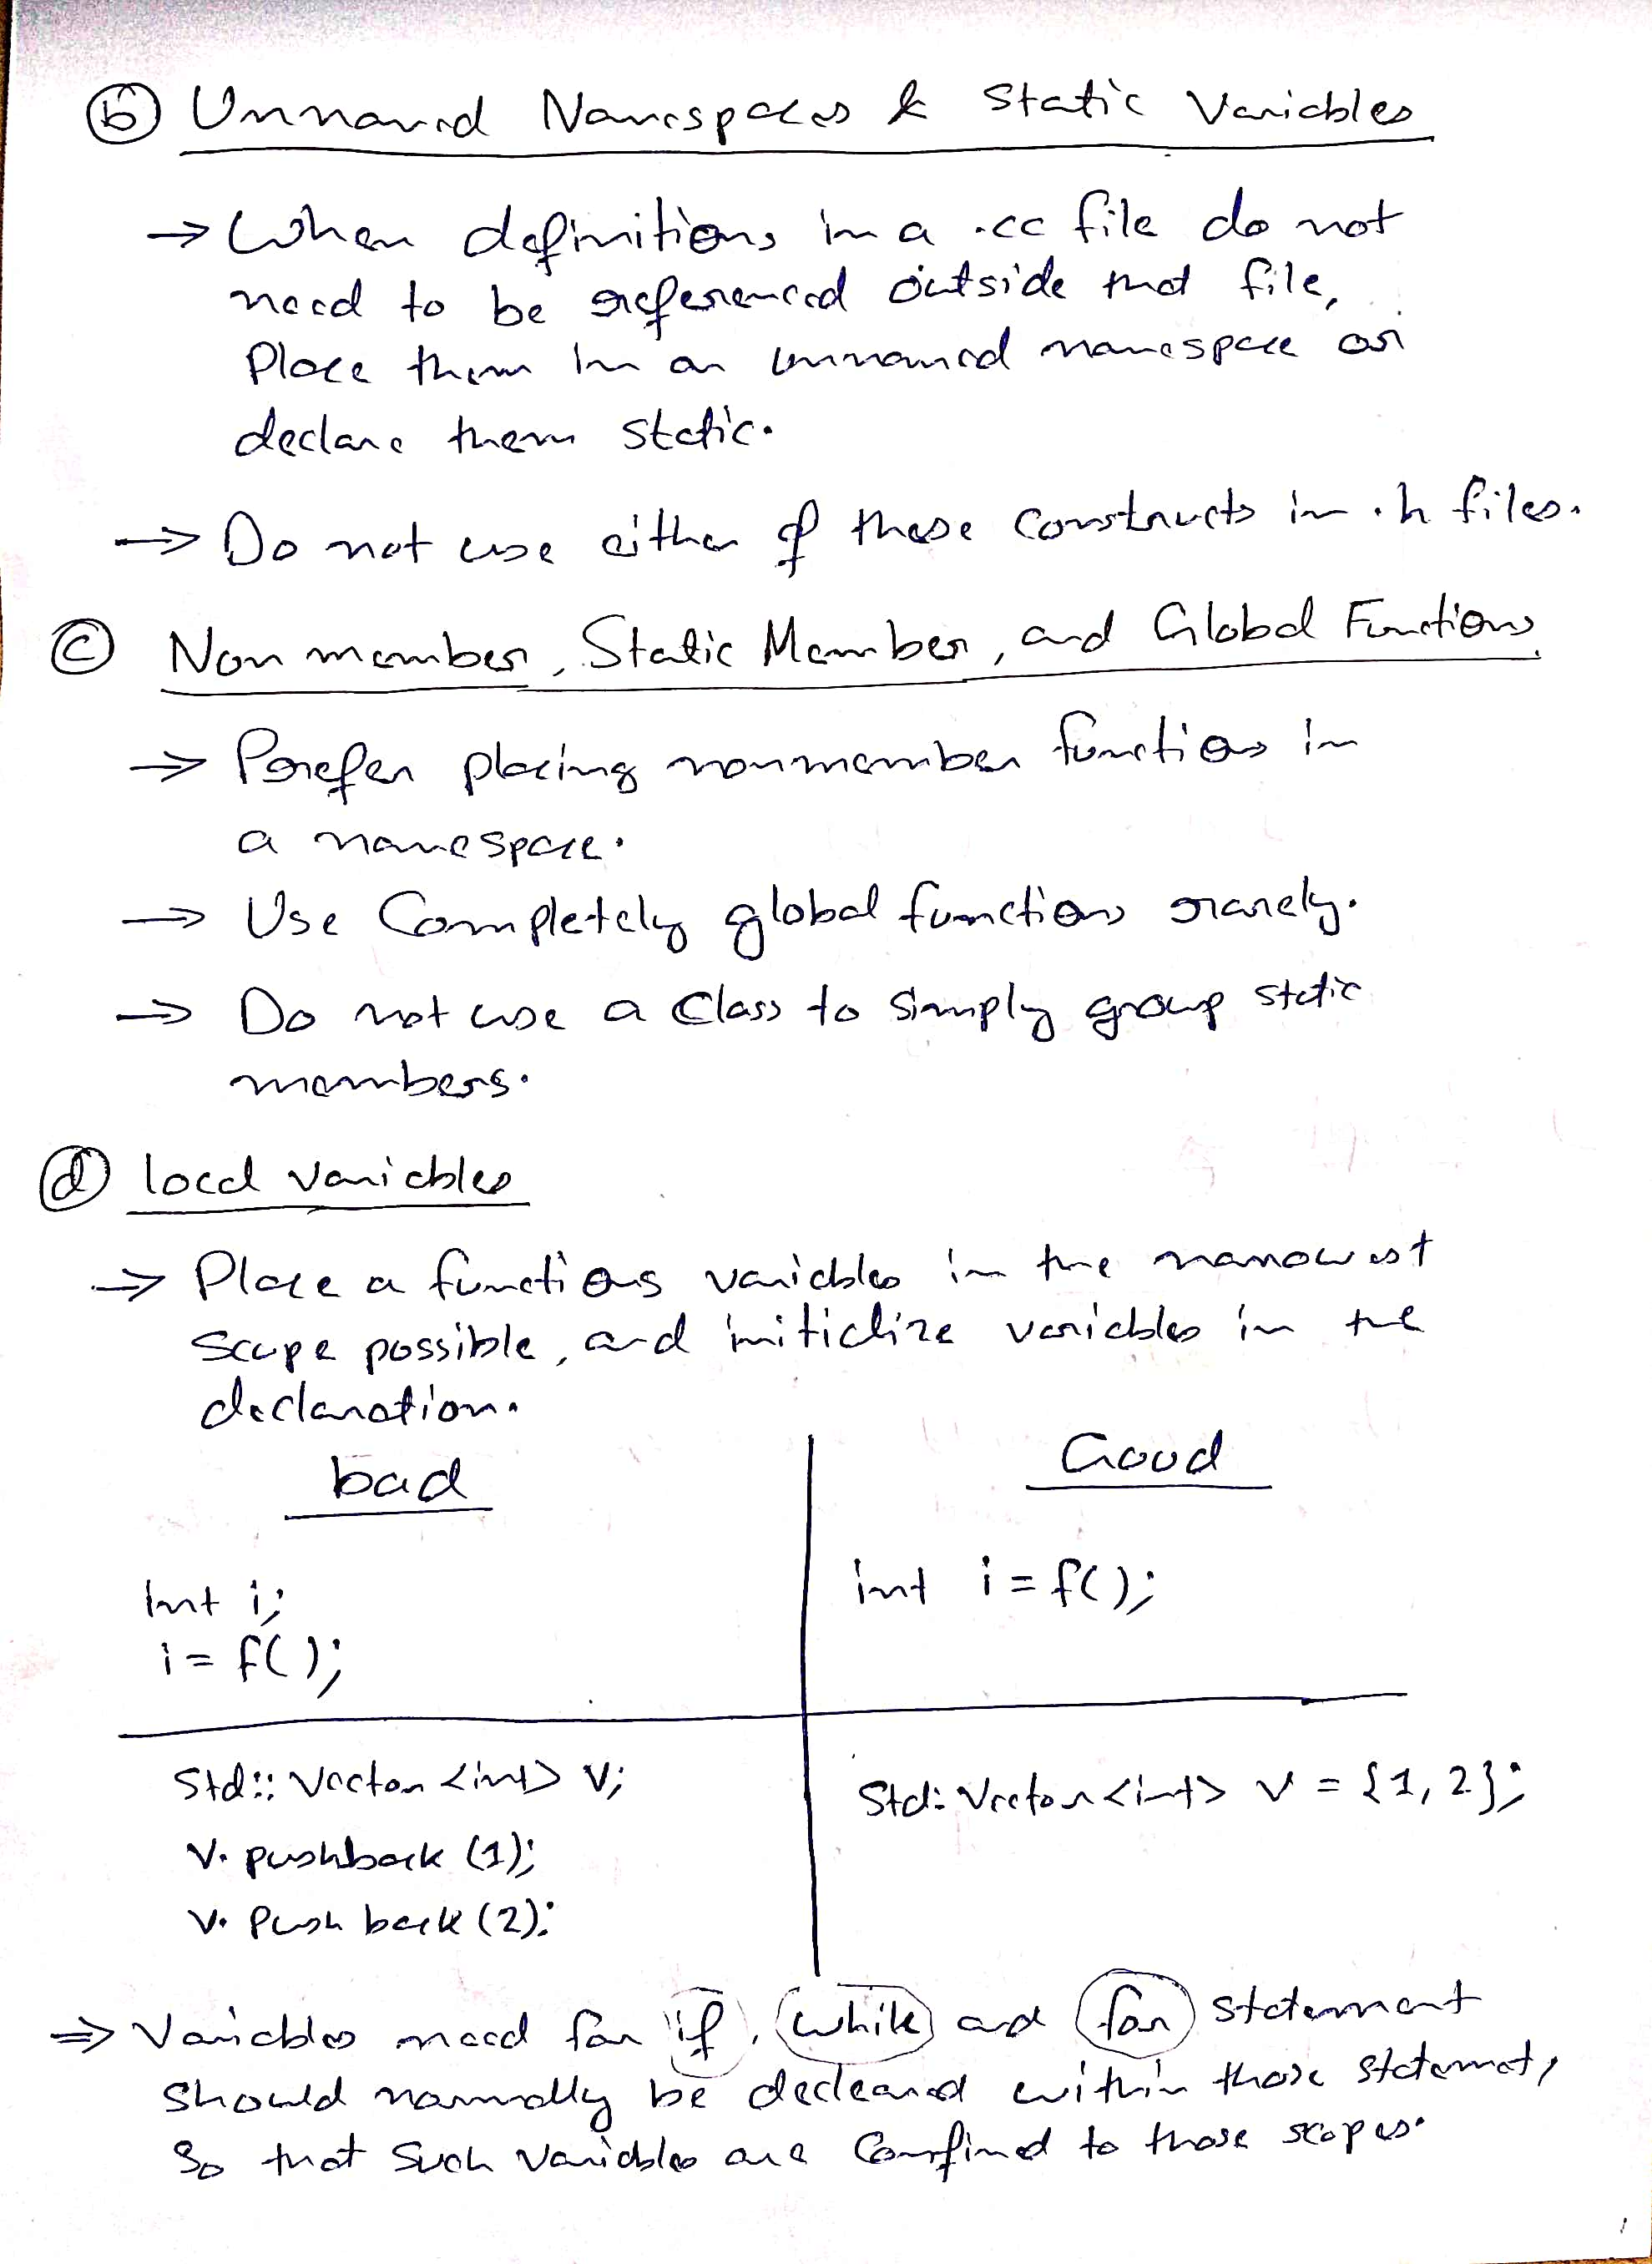 (b) Unnamed Namespaces & Static Variables
→ When definitions in a .cc file do not
need to be referenced outside that file,
Place them in an unnamed namespace or
declare them static.
→ Do not use either of these constructs in .h files.
(c) Nonmember, Static Member, and Global Functions
→ Prefer placing nonmember functions in
a namespace.
→ Use Completely global functions rarely.
→ Do not use a Class to simply group static
members.
(d) local variables
→ Place a functions variables in the narrowest
scope possible, and initialize variables in the
declaration.
bad
Good
int i;
i = f();
int i = f();
Std:: Vector <int> v;
V. pushback (1);
V. Push back (2);
Std: Vector <int> v = {1, 2};
⇒ Variables need for if, while and for statement
should normally be decleared within those statemet,
So that Such variables are Confined to those scopes.